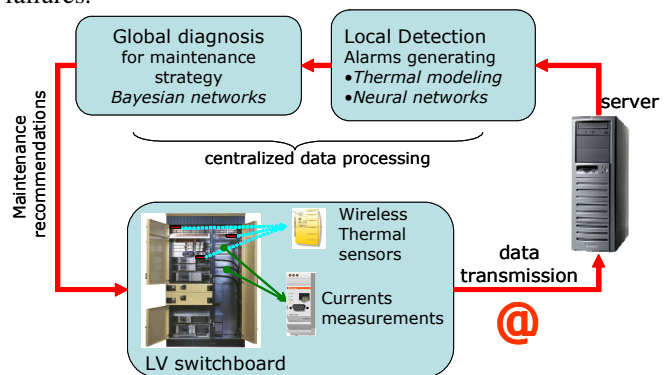 failures.
Global diagnosis
for maintenance
strategy
Bayesian networks
Local Detection
Alarms generating
•Thermal modeling
•Neural networks
server
Maintenance
recommendations
centralized data processing
Wireless
Thermal
sensors
data
transmission
@
Currents
measurements
LV switchboard